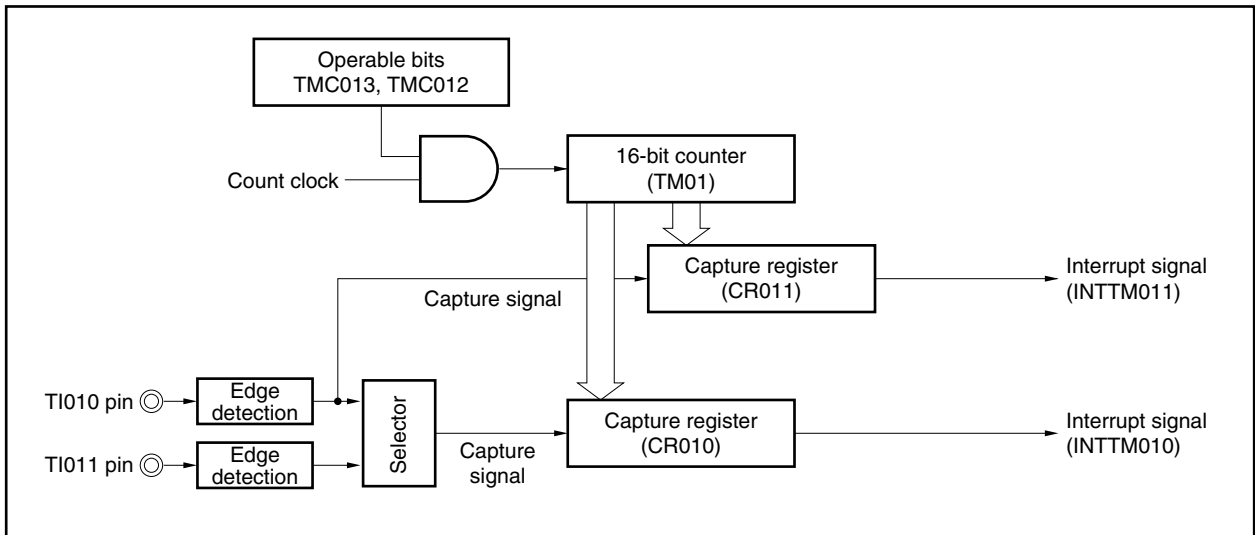 Operable bits
TMC013, TMC012
Count clock
16-bit counter
(TM01)
Capture register
(CR011)
Interrupt signal
(INTTM011)
Capture signal
TI010 pin
Edge
detection
Selector
Capture
signal
Capture register
(CR010)
Interrupt signal
(INTTM010)
TI011 pin
Edge
detection